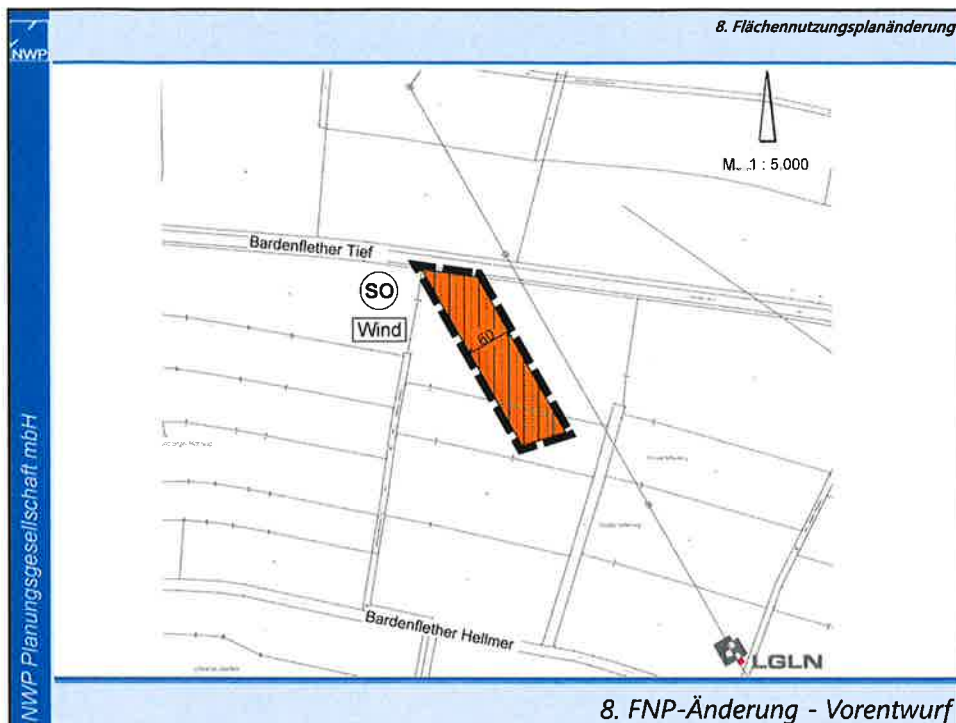 8. Flächennutzungsplanänderung
NWP
M. 1 : 5.000
Bardenflether Tief
SO
Wind
60
Bardenflether Hellmer
LGLN
NWP Planungsgesellschaft mbH
8. FNP-Änderung - Vorentwurf